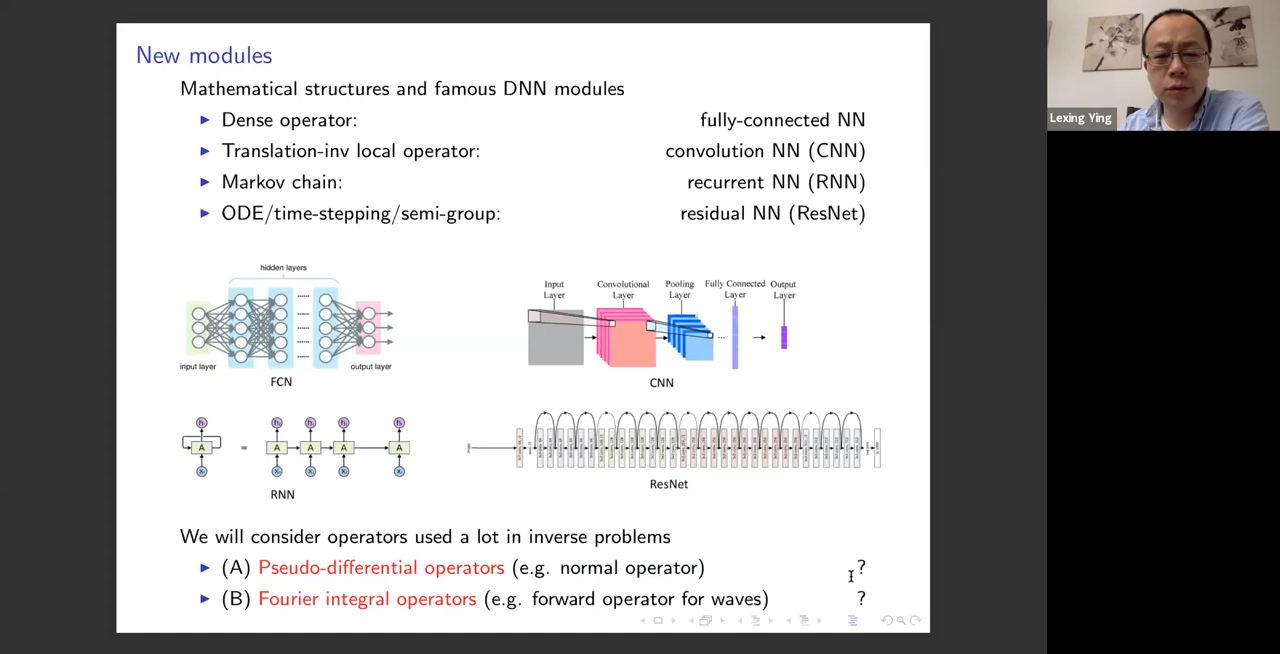 New modules
Lexing Ying
Mathematical structures and famous DNN modules
Dense operator: fully-connected NN
Translation-inv local operator: convolution NN (CNN)
Markov chain: recurrent NN (RNN)
ODE/time-stepping/semi-group: residual NN (ResNet)
hidden layers
input layer
output layer
FCN
Input Layer
Convolutional Layer
Pooling Layer
Fully Connected Layer
Output Layer
...
CNN
A = A A A A
RNN
ResNet
We will consider operators used a lot in inverse problems
(A) Pseudo-differential operators (e.g. normal operator) ?
(B) Fourier integral operators (e.g. forward operator for waves) ?